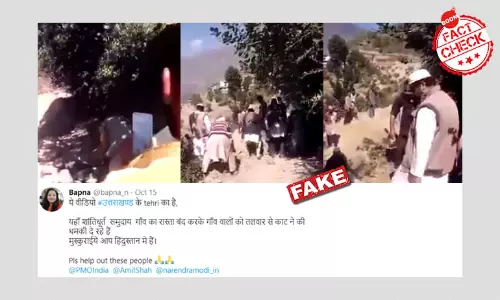 BOOM
FACT
CHECK
FAKE
Bapna @bapna_n · Oct 15
ये वीडियो #उत्तराखण्ड के tehri का है,
यहाँ शांतिधूर्त समुदाय गाँव का रास्ता बंद करके गाँव वालों को तलवार से काट ने की
धमकी दे रहे हैं
मुस्कुराईये आप हिंदुस्तान मे हैं।
Pls help out these people 🙏🙏
@PMOIndia @AmitShah @narendramodi_in